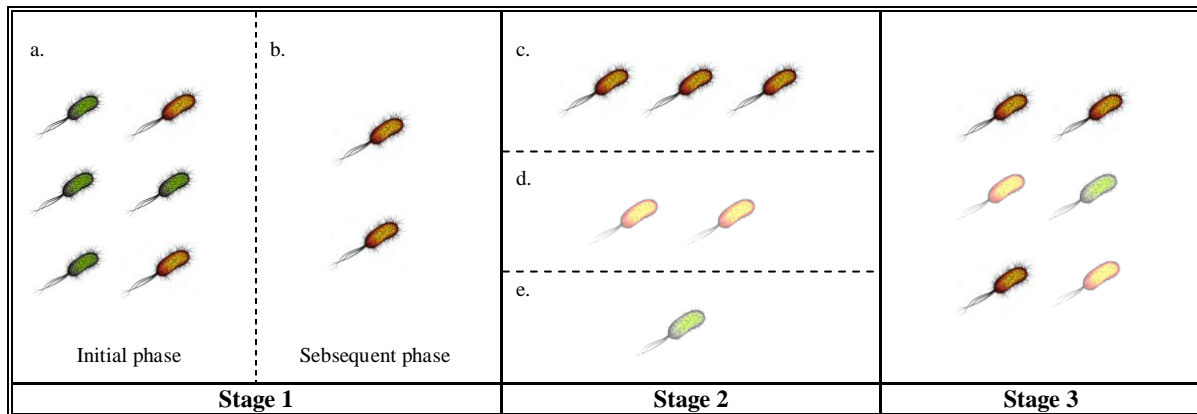 a.
b.
c.
d.
e.
Initial phase
Sebsequent phase
Stage 1
Stage 2
Stage 3